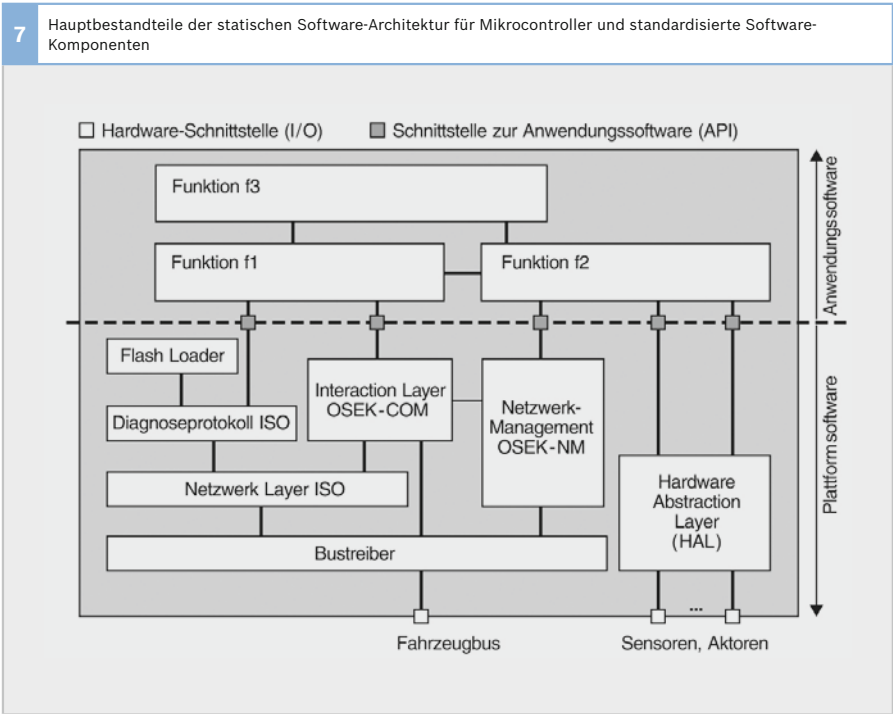 7
Hauptbestandteile der statischen Software-Architektur für Mikrocontroller und standardisierte Software-
Komponenten
Hardware-Schnittstelle (I/O)
Schnittstelle zur Anwendungssoftware (API)
Funktion f3
Funktion f1
Funktion f2
Anwendungssoftware
Flash Loader
Diagnoseprotokoll ISO
Interaction Layer
OSEK-COM
Netzwerk-
Management
OSEK-NM
Netzwerk Layer ISO
Hardware
Abstraction
Layer
(HAL)
Bustreiber
Plattformsoftware
...
Fahrzeugbus
Sensoren, Aktoren